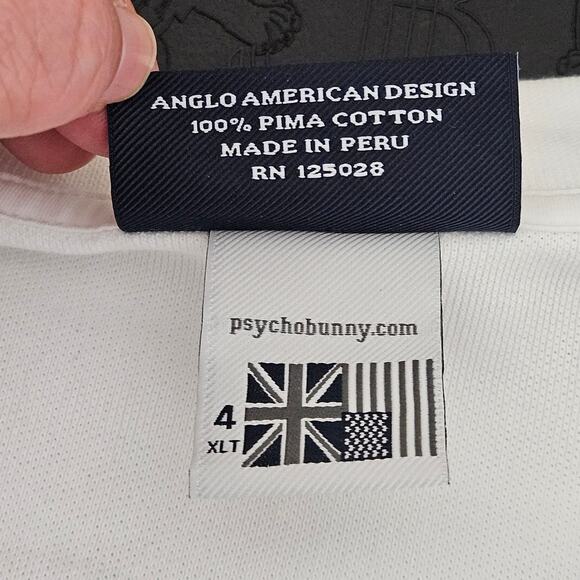 ANGLO AMERICAN DESIGN
100% PIMA COTTON
MADE IN PERU
RN 125028
psychobunny.com
4
XLT